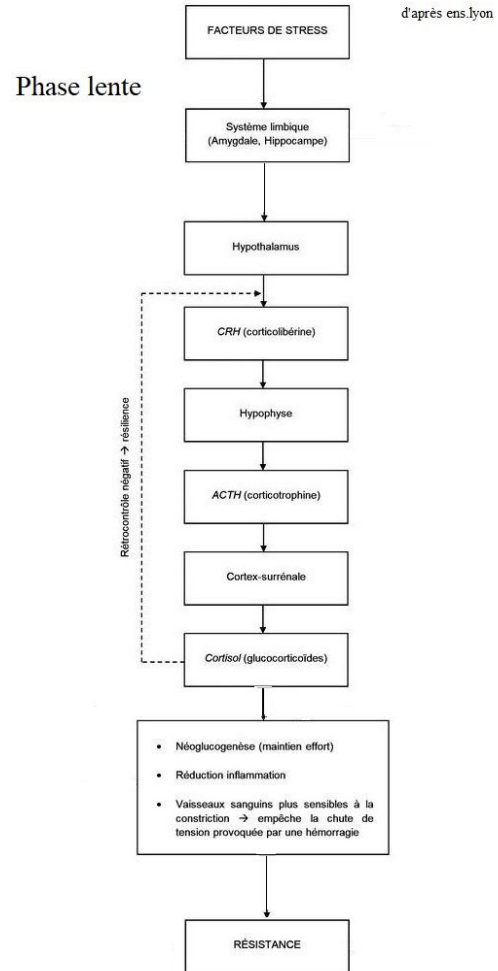 d'après ens.lyon
Phase lente
FACTEURS DE STRESS
Système limbique
(Amygdale, Hippocampe)
Hypothalamus
CRH (corticolibérine)
Hypophyse
ACTH (corticotrophine)
Cortex-surrénale
Cortisol (glucocorticoïdes)
Rétrocontrôle négatif → résilience
• Néoglucogenèse (maintien effort)
• Réduction inflammation
• Vaisseaux sanguins plus sensibles à la
constriction → empêche la chute de
tension provoquée par une hémorragie
RÉSISTANCE